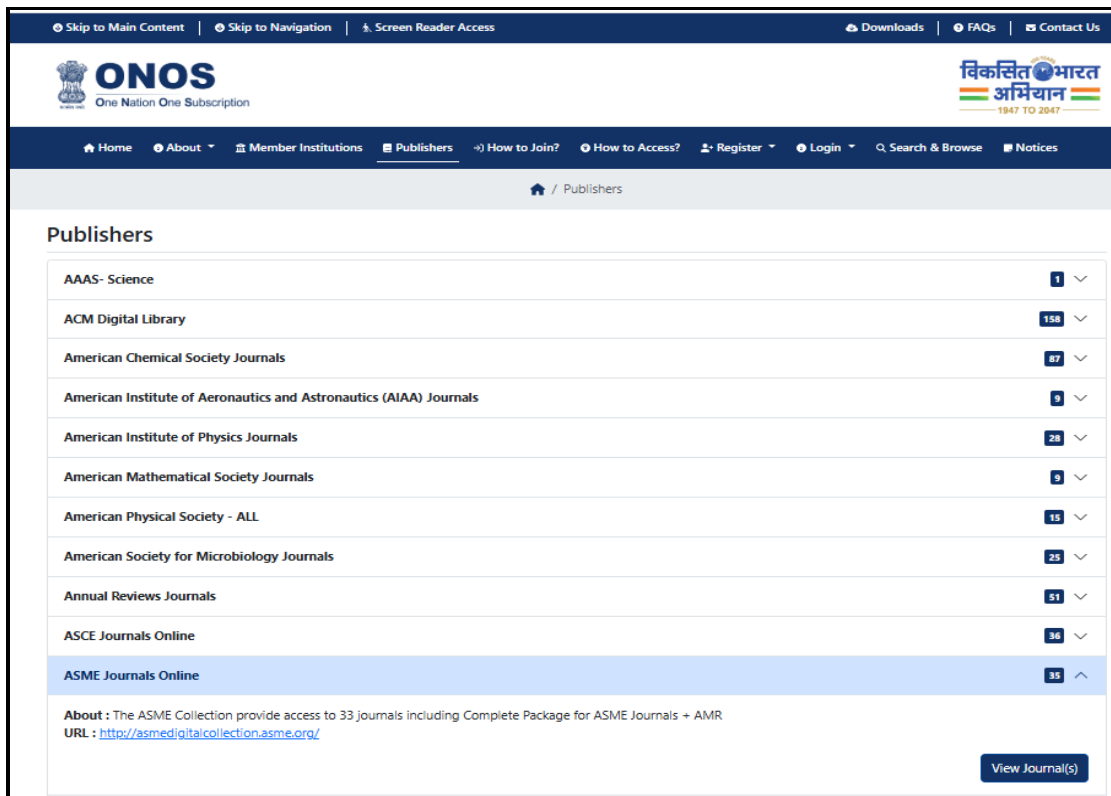 Skip to Main Content | Skip to Navigation | Screen Reader Access Downloads | FAQs | Contact Us
ONOS
One Nation One Subscription
विकसित भारत
अभियान
1947 TO 2047
Home About Member Institutions Publishers How to Join? How to Access? Register Login Search & Browse Notices
/ Publishers
Publishers
AAAS- Science 1
ACM Digital Library 158
American Chemical Society Journals 87
American Institute of Aeronautics and Astronautics (AIAA) Journals 9
American Institute of Physics Journals 28
American Mathematical Society Journals 9
American Physical Society - ALL 15
American Society for Microbiology Journals 25
Annual Reviews Journals 51
ASCE Journals Online 36
ASME Journals Online 35
About : The ASME Collection provide access to 33 journals including Complete Package for ASME Journals + AMR
URL : http://asmedigitalcollection.asme.org/
View Journal(s)